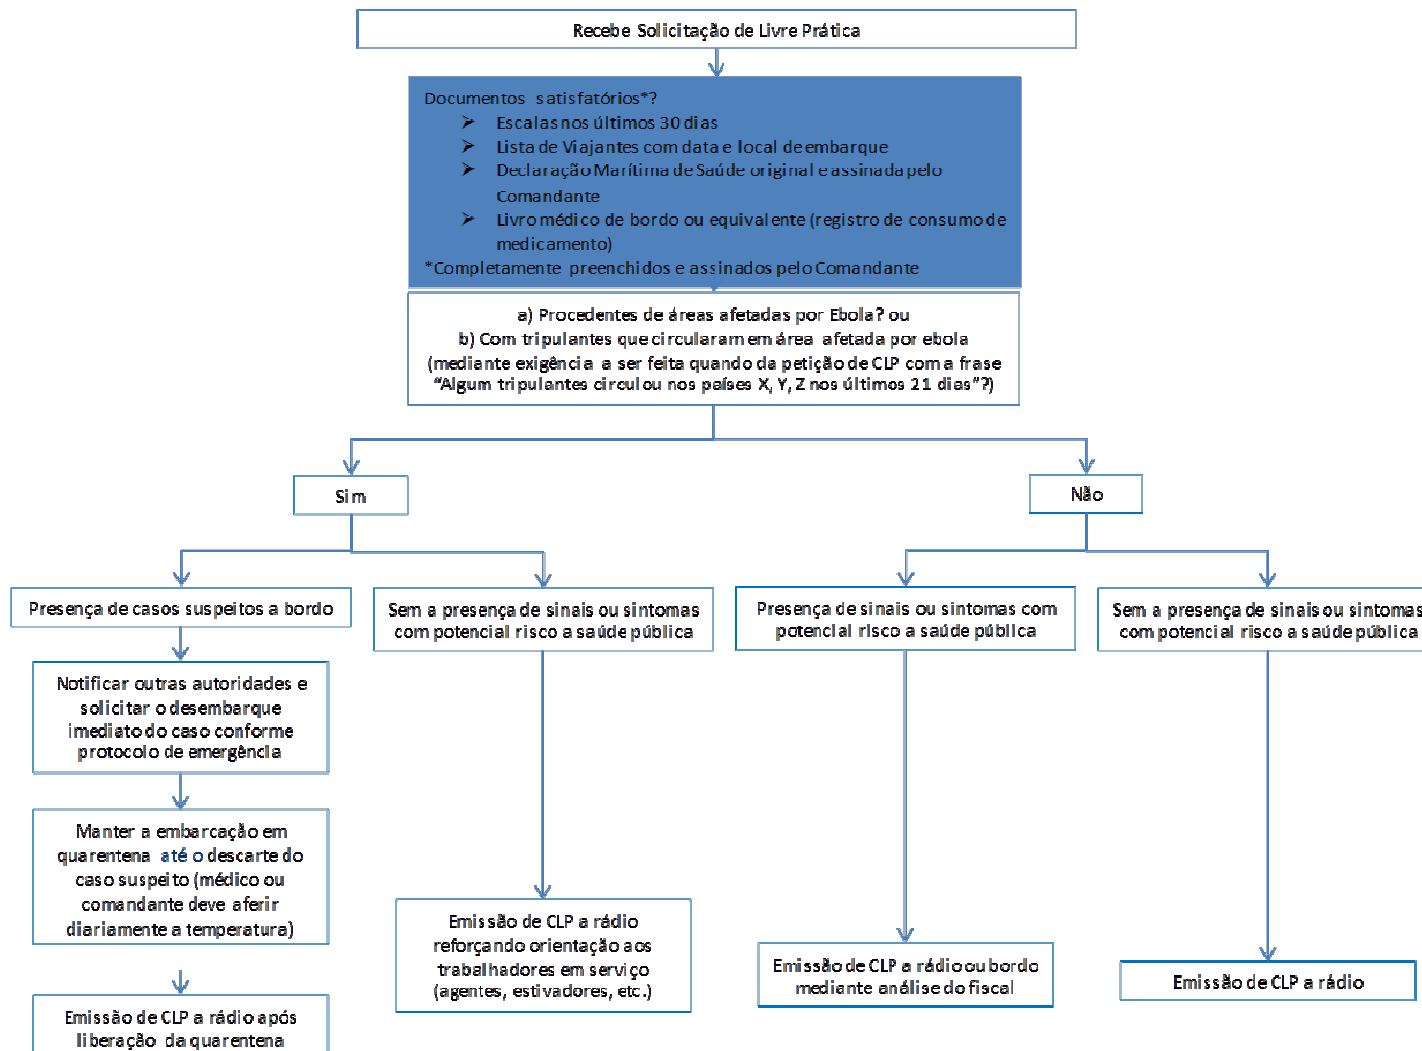 Recebe Solicitação de Livre Prática
Documentos satisfatórios*?
➢ Escalas nos últimos 30 dias
➢ Lista de Viajantes com data e local de embarque
➢ Declaração Marítima de Saúde original e assinada pelo
Comandante
➢ Livro médico de bordo ou equivalente (registro de consumo de
medicamento)
*Completamente preenchidos e assinados pelo Comandante
a) Procedentes de áreas afetadas por Ebola? ou
b) Com tripulantes que circularam em área afetada por ebola
(mediante exigência a ser feita quando da petição de CLP com a frase
“Algum tripulantes circulou nos países X, Y, Z nos últimos 21 dias”?)
Sim
Não
Presença de casos suspeitos a bordo
Sem a presença de sinais ou sintomas
com potencial risco a saúde pública
Presença de sinais ou sintomas com
potencial risco a saúde pública
Sem a presença de sinais ou sintomas
com potencial risco a saúde pública
Notificar outras autoridades e
solicitar o desembarque
imediato do caso conforme
protocolo de emergência
Manter a embarcação em
quarentena até o descarte do
caso suspeito (médico ou
comandante deve aferir
diariamente a temperatura)
Emissão de CLP a rádio após
liberação da quarentena
Emissão de CLP a rádio
reforçando orientação aos
trabalhadores em serviço
(agentes, estivadores, etc.)
Emissão de CLP a rádio ou bordo
mediante análise do fiscal
Emissão de CLP a rádio